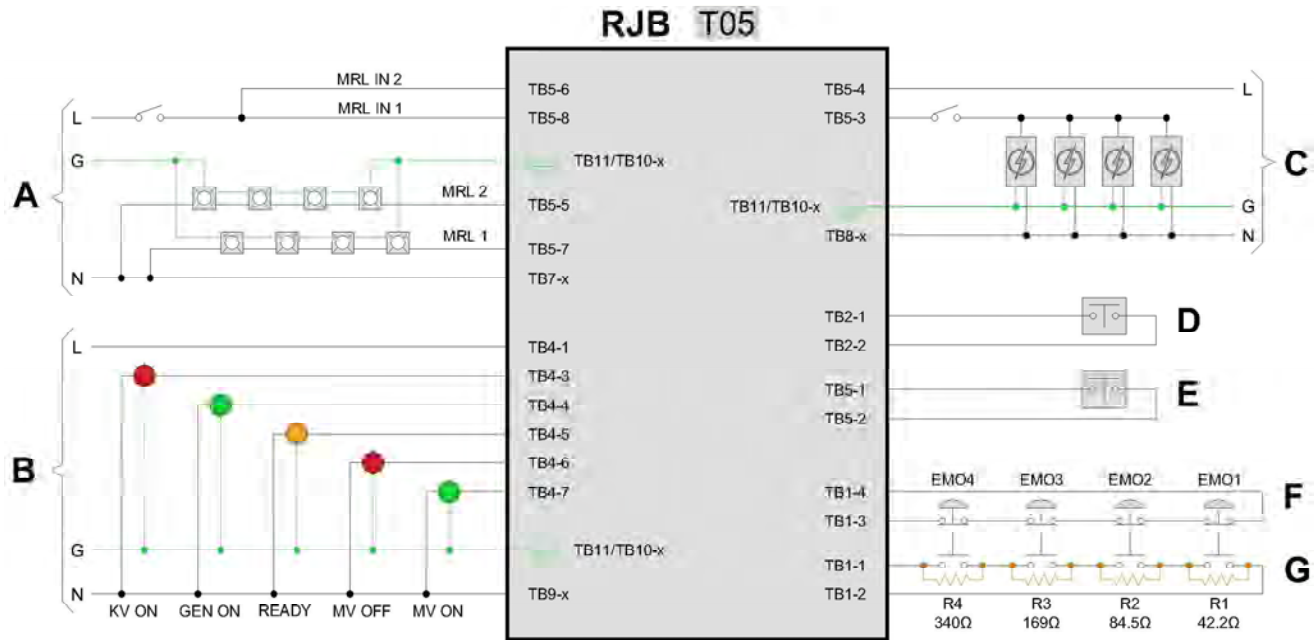 RJB T05
MRL IN 2
TB5-6
TB5-4
L
L
MRL IN 1
TB5-8
TB5-3
G
TB11/TB10-x
A
C
MRL 2
TB5-5
TB11/TB10-x
G
MRL 1
TB5-7
TB8-x
N
N
TB7-x
TB2-1
D
TB2-2
L
TB4-1
TB4-3
TB5-1
E
TB4-4
TB5-2
TB4-5
B
TB4-6
EMO4 EMO3 EMO2 EMO1
TB4-7
TB1-4
F
TB1-3
G
TB11/TB10-x
TB1-1
G
N
TB9-x
TB1-2
KV ON GEN ON READY MV OFF MV ON
R4 R3 R2 R1
340Ω 169Ω 84.5Ω 42.2Ω